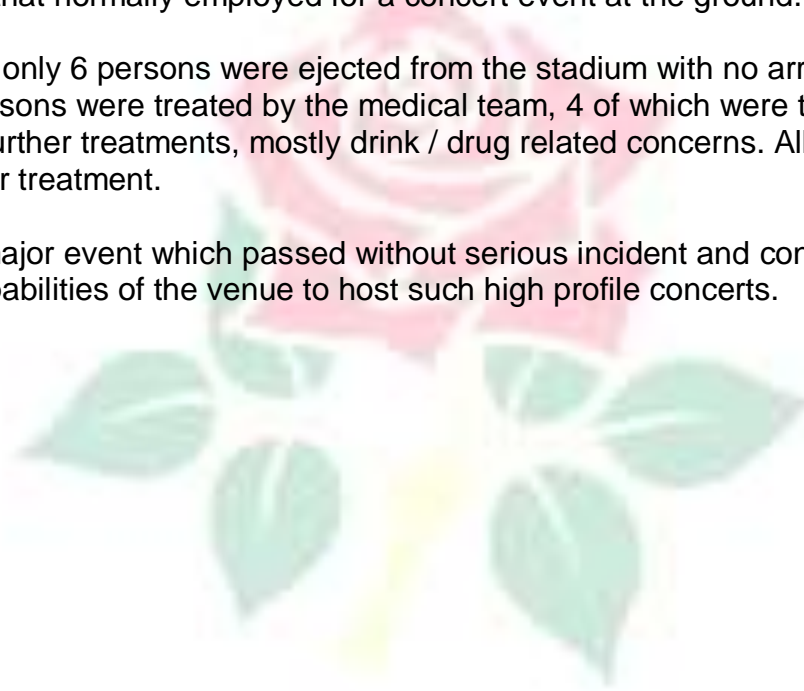 that normally employed for a concert event at the ground.
only 6 persons were ejected from the stadium with no arr
sons were treated by the medical team, 4 of which were t
urther treatments, mostly drink / drug related concerns. All
r treatment.
ajor event which passed without serious incident and con
abilities of the venue to host such high profile concerts.